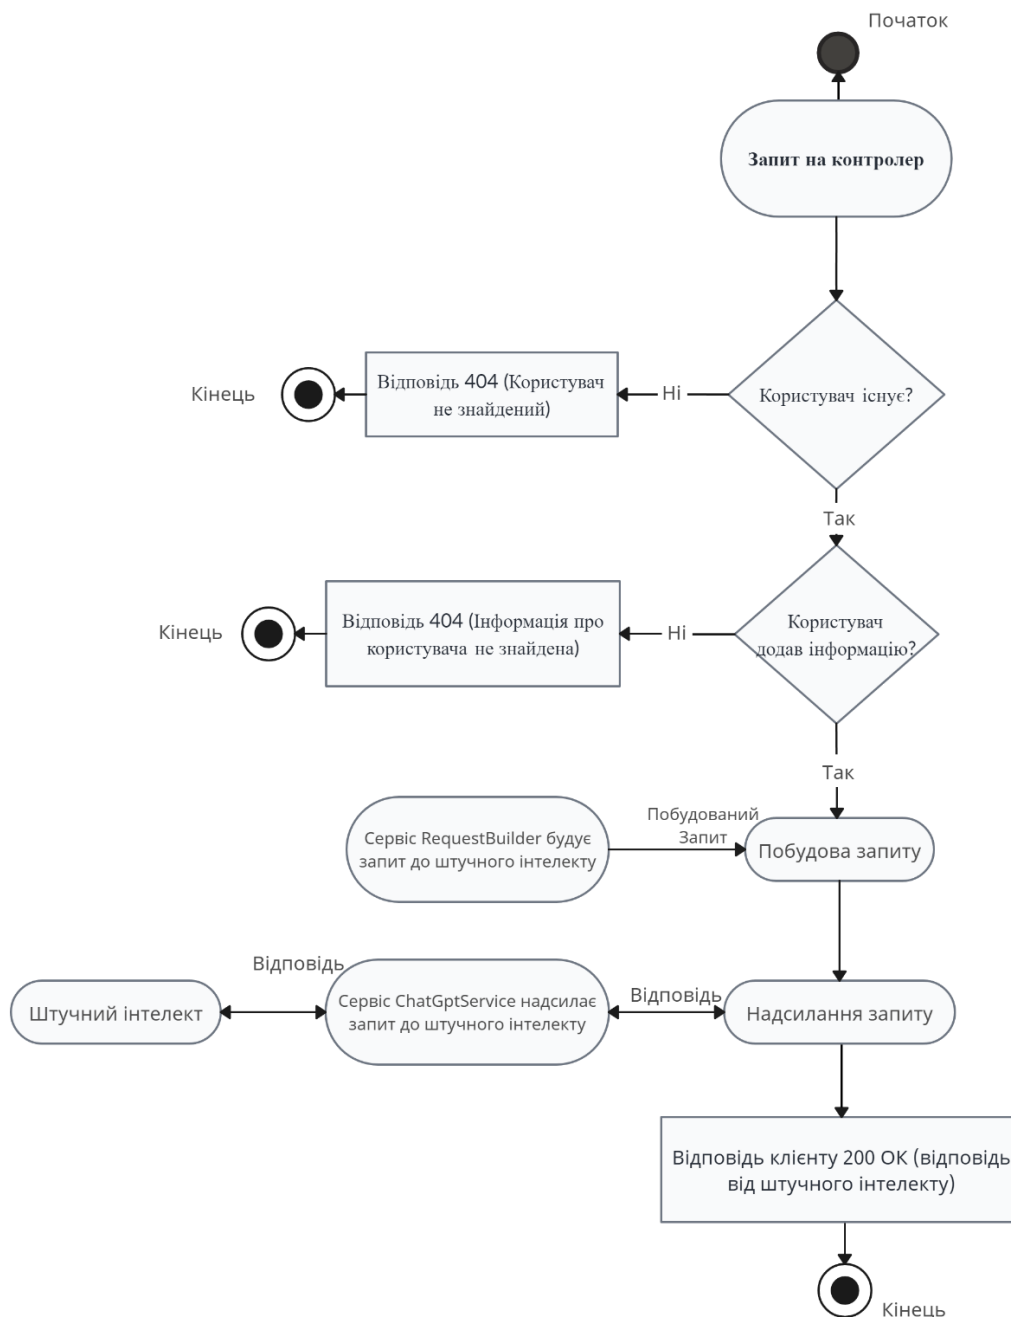 Початок
Запит на контролер
Кінець
Відповідь 404 (Користувач
не знайдений)
Ні
Користувач існує?
Так
Кінець
Відповідь 404 (Інформація про
користувача не знайдена)
Ні
Користувач
додав інформацію?
Так
Сервіс RequestBuilder будує
запит до штучного інтелекту
Побудований
Запит
Побудова запиту
Штучний інтелект
Відповідь
Сервіс ChatGptService надсилає
запит до штучного інтелекту
Відповідь
Надсилання запиту
Відповідь клієнту 200 ОК (відповідь
від штучного інтелекту)
Кінець